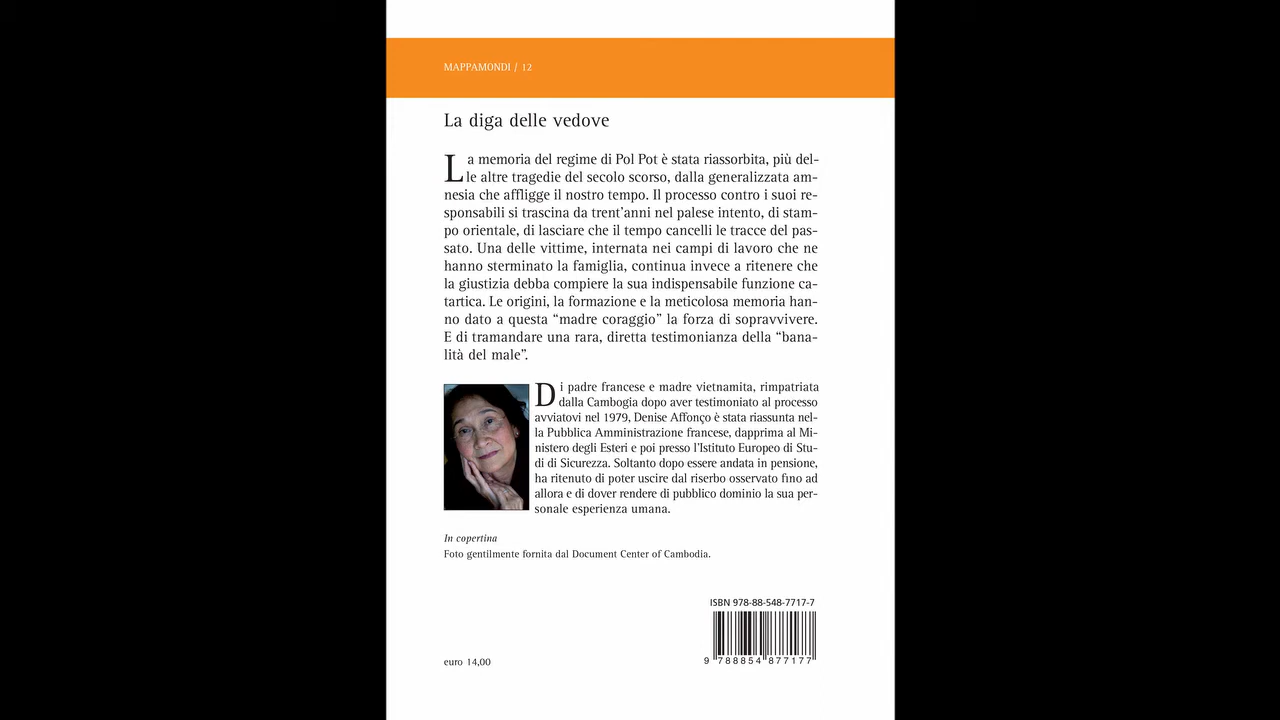 MAPPAMONDI / 12
La diga delle vedove
La memoria del regime di Pol Pot è stata riassorbita, più del-
le altre tragedie del secolo scorso, dalla generalizzata am-
nesia che affligge il nostro tempo. Il processo contro i suoi re-
sponsabili si trascina da trent'anni nel palese intento, di stam-
po orientale, di lasciare che il tempo cancelli le tracce del pas-
sato. Una delle vittime, internata nei campi di lavoro che ne
hanno sterminato la famiglia, continua invece a ritenere che
la giustizia debba compiere la sua indispensabile funzione ca-
tartica. Le origini, la formazione e la meticolosa memoria han-
no dato a questa “madre coraggio” la forza di sopravvivere.
E di tramandare una rara, diretta testimonianza della “bana-
lità del male”.
Di padre francese e madre vietnamita, rimpatriata
dalla Cambogia dopo aver testimoniato al processo
avviatovi nel 1979, Denise Affonço è stata riassunta nel-
la Pubblica Amministrazione francese, dapprima al Mi-
nistero degli Esteri e poi presso l'Istituto Europeo di Stu-
di di Sicurezza. Soltanto dopo essere andata in pensione,
ha ritenuto di poter uscire dal riserbo osservato fino ad
allora e di dover rendere di pubblico dominio la sua per-
sonale esperienza umana.
In copertina
Foto gentilmente fornita dal Document Center of Cambodia.
ISBN 978-88-548-7717-7
9 788854 877177
euro 14,00